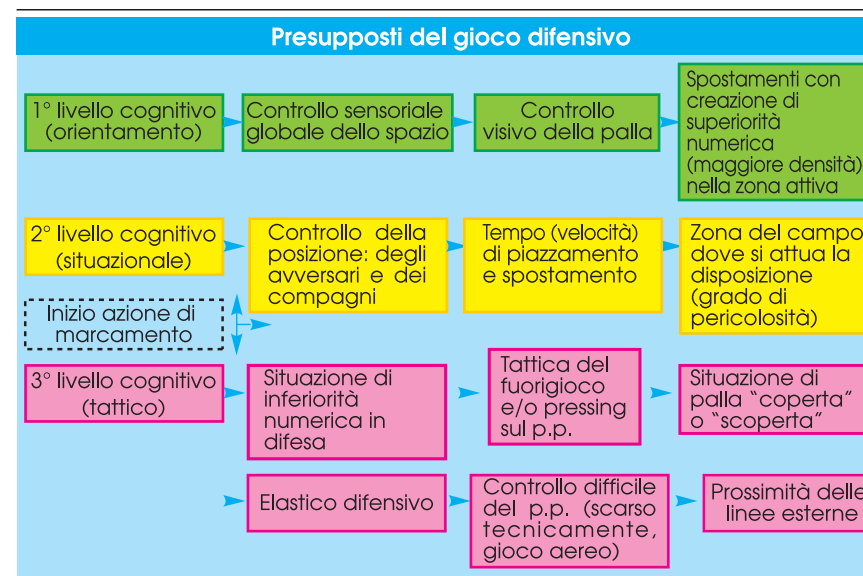 Presupposti del gioco difensivo
1° livello cognitivo
(orientamento)
Controllo sensoriale
globale dello spazio
Controllo
visivo della palla
Spostamenti con
creazione di
superiorità
numerica
(maggiore densità)
nella zona attiva
2° livello cognitivo
(situazionale)
Controllo della
posizione: degli
avversari e dei
compagni
Tempo (velocità)
di piazzamento
e spostamento
Zona del campo
dove si attua la
disposizione
(grado di
pericolosità)
Inizio azione di
marcamento
3° livello cognitivo
(tattico)
Situazione di
inferiorità
numerica in
difesa
Tattica del
fuorigioco
e/o pressing
sul p.p.
Situazione di
palla “coperta”
o “scoperta”
Elastico difensivo
Controllo difficile
del p.p. (scarso
tecnicamente,
gioco aereo)
Prossimità delle
linee esterne